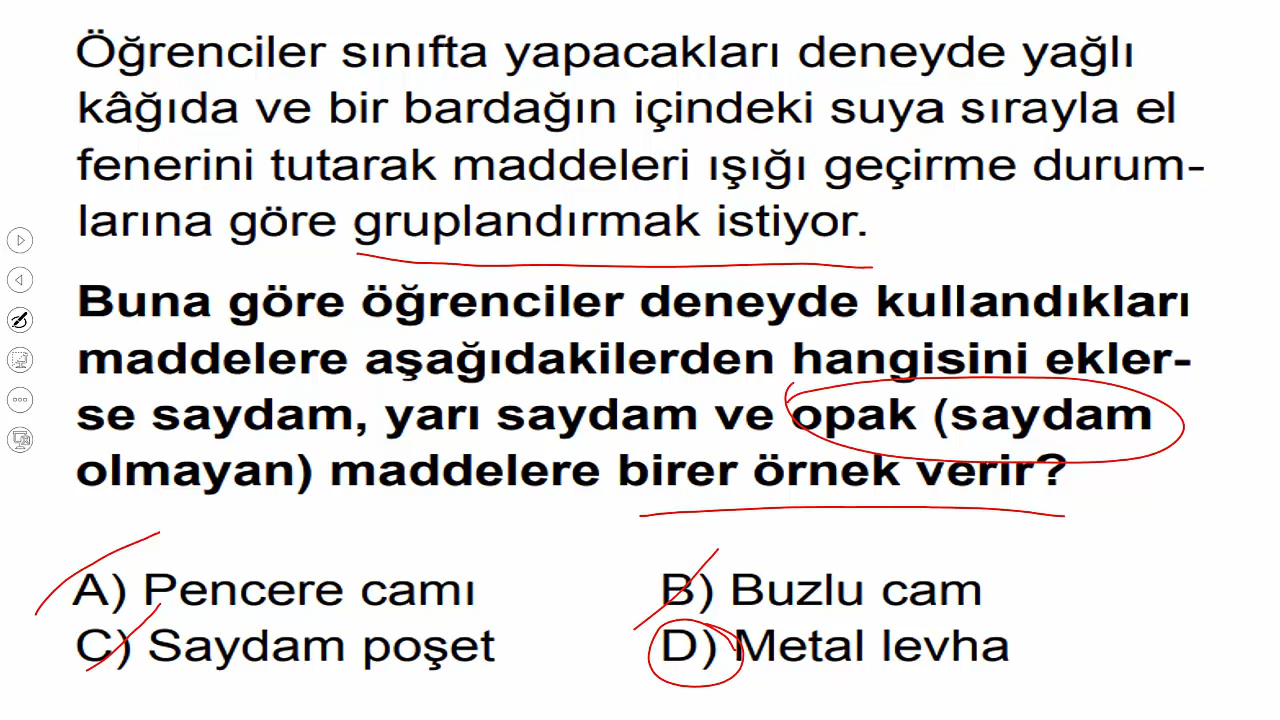 Öğrenciler sınıfta yapacakları deneyde yağlı
kâğıda ve bir bardağın içindeki suya sırayla el
fenerini tutarak maddeleri ışığı geçirme durum-
larına göre gruplandırmak istiyor.
Buna göre öğrenciler deneyde kullandıkları
maddelere aşağıdakilerden hangisini ekler-
se saydam, yarı saydam ve opak (saydam
olmayan) maddelere birer örnek verir?
A) Pencere camı
B) Buzlu cam
C) Saydam poşet
D) Metal levha